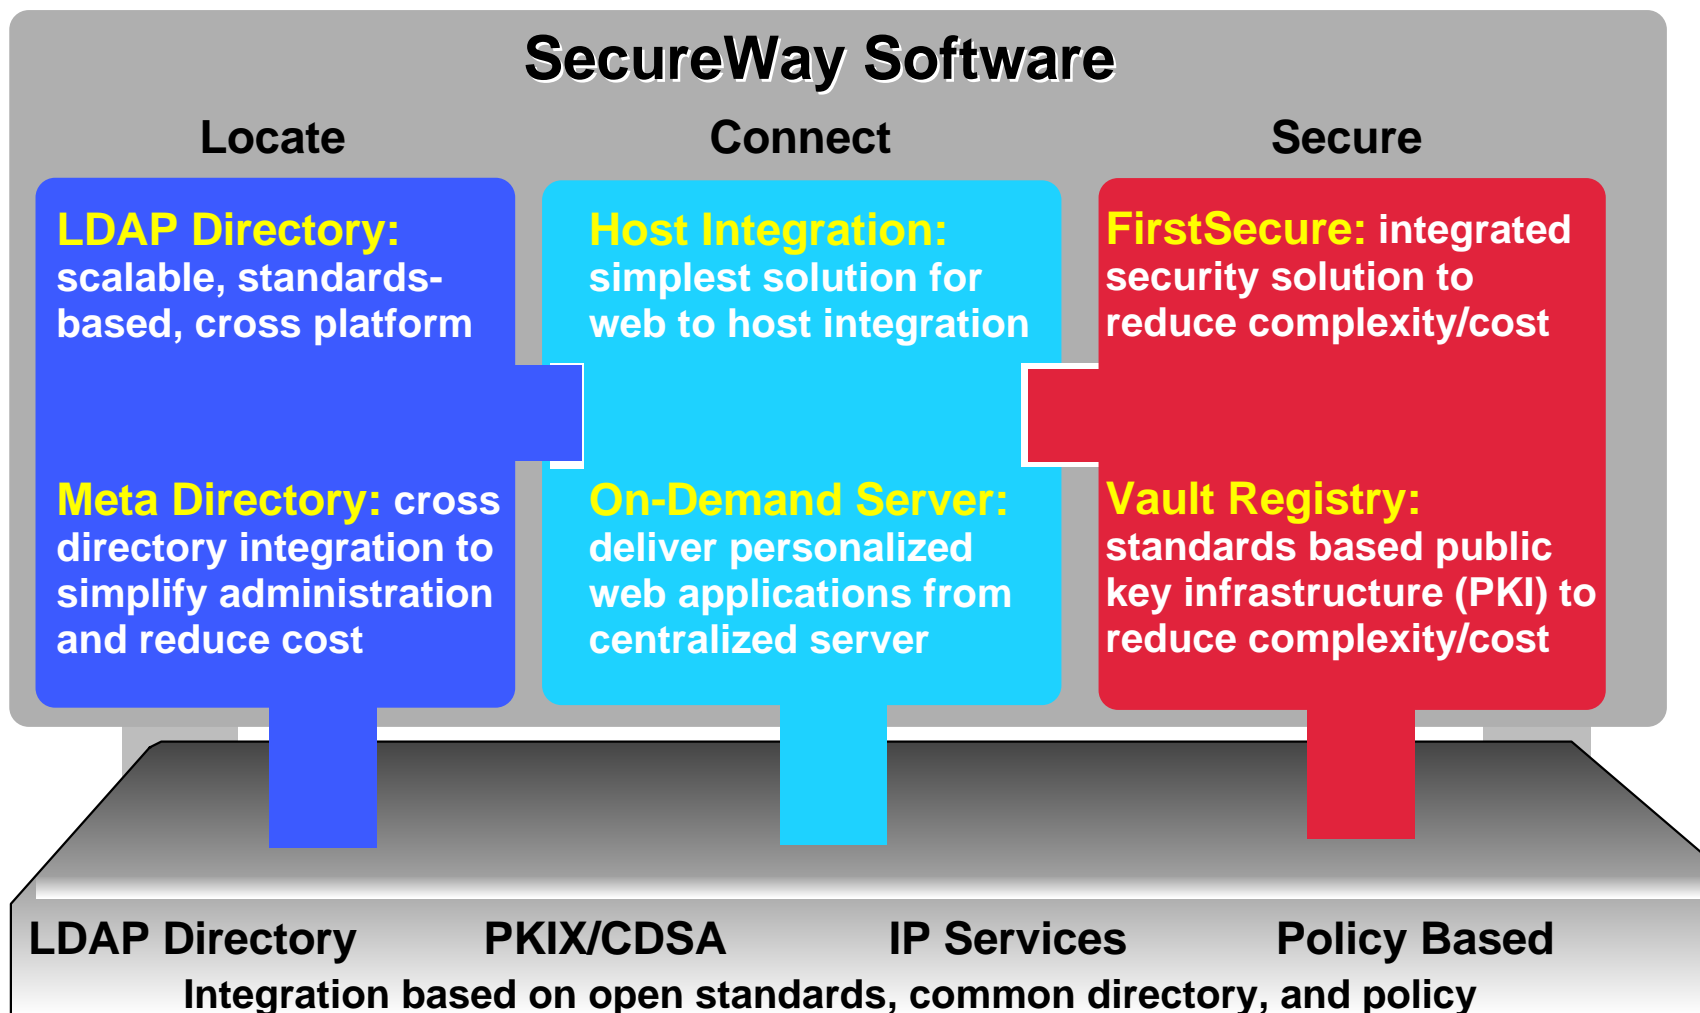 SecureWay Software
Locate
Connect
Secure
LDAP Directory:
scalable, standards-
based, cross platform
Meta Directory: cross
directory integration to
simplify administration
and reduce cost
Host Integration:
simplest solution for
web to host integration
On-Demand Server:
deliver personalized
web applications from
centralized server
FirstSecure: integrated
security solution to
reduce complexity/cost
Vault Registry:
standards based public
key infrastructure (PKI) to
reduce complexity/cost
LDAP Directory
PKIX/CDSA
IP Services
Policy Based
Integration based on open standards, common directory, and policy